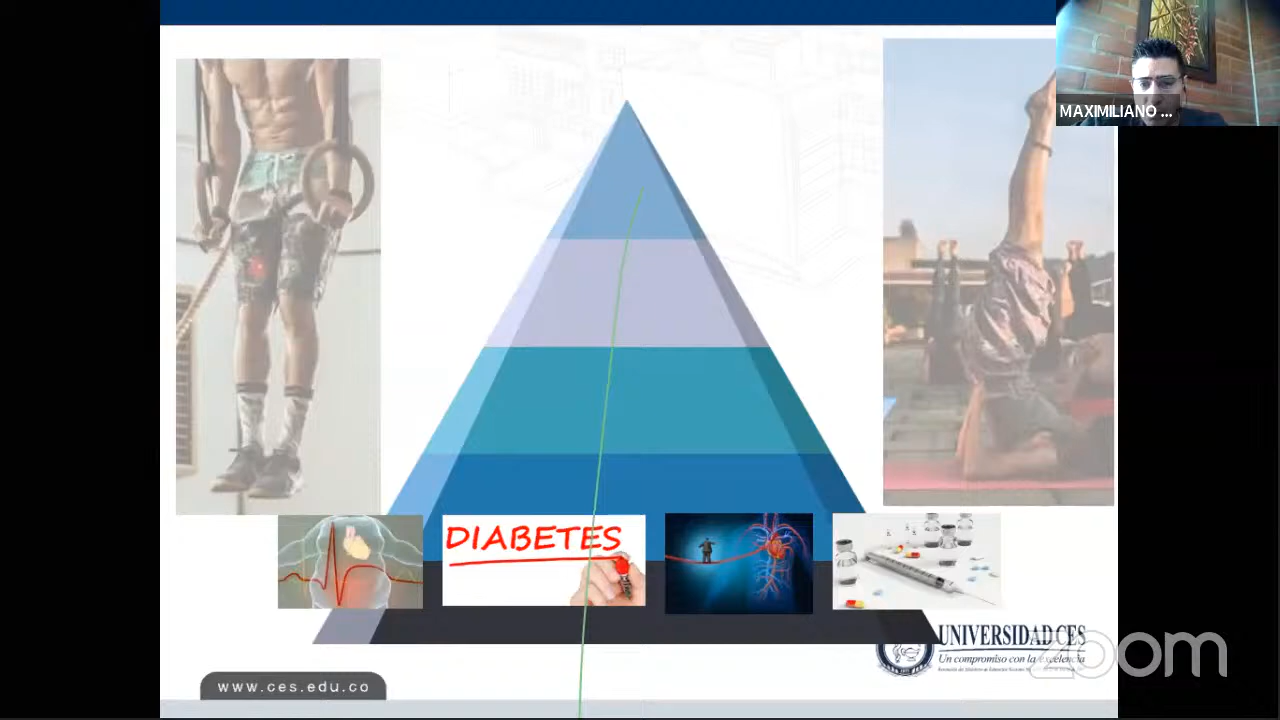 MAXIMILIANO ...
DIABETES
UNIVERSIDAD CES
Un compromiso con la excelencia
zoom
www.ces.edu.co